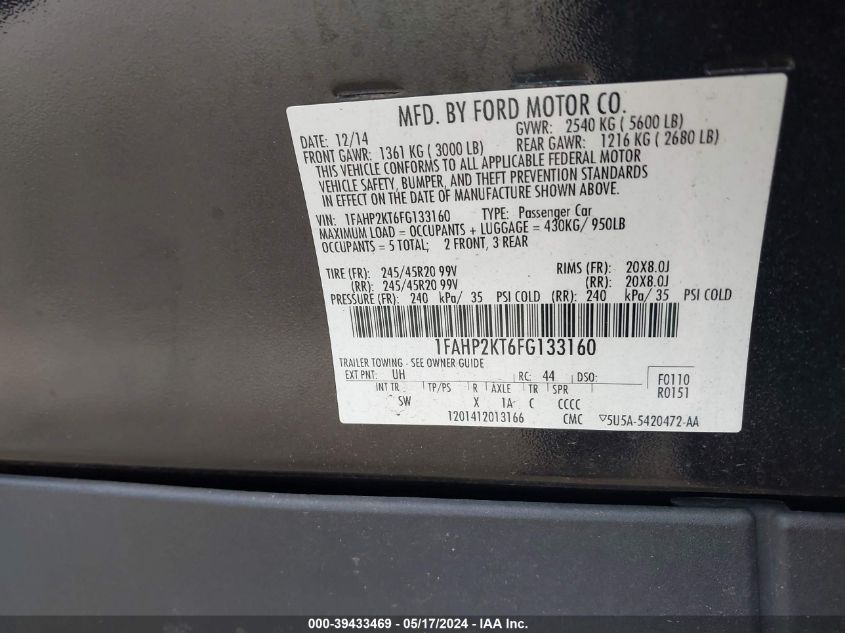 MFD. BY FORD MOTOR CO.
DATE: 12/14 GVWR: 2540 KG ( 5600 LB)
FRONT GAWR: 1361 KG ( 3000 LB) REAR GAWR: 1216 KG ( 2680 LB)
THIS VEHICLE CONFORMS TO ALL APPLICABLE FEDERAL MOTOR
VEHICLE SAFETY, BUMPER, AND THEFT PREVENTION STANDARDS
IN EFFECT ON THE DATE OF MANUFACTURE SHOWN ABOVE.
VIN: 1FAHP2KT6FG133160 TYPE: Passenger Car
MAXIMUM LOAD = OCCUPANTS + LUGGAGE = 430KG/ 950LB
OCCUPANTS = 5 TOTAL; 2 FRONT, 3 REAR
TIRE (FR): 245/45R20 99V RIMS (FR): 20X8.0J
(RR): 245/45R20 99V (RR): 20X8.0J
PRESSURE (FR): 240 kPa/ 35 PSI COLD (RR): 240 kPa/ 35 PSI COLD
1FAHP2KT6FG133160
TRAILER TOWING - SEE OWNER GUIDE
EXT PNT: UH RC: 44 DSO: F0110
INT TR TP/PS R AXLE TR SPR R0151
SW X 1A C CCCC
1201412013166 CMC ▽5U5A-5420472-AA
000-39433469 - 05/17/2024 - Copyright IAA, Inc.